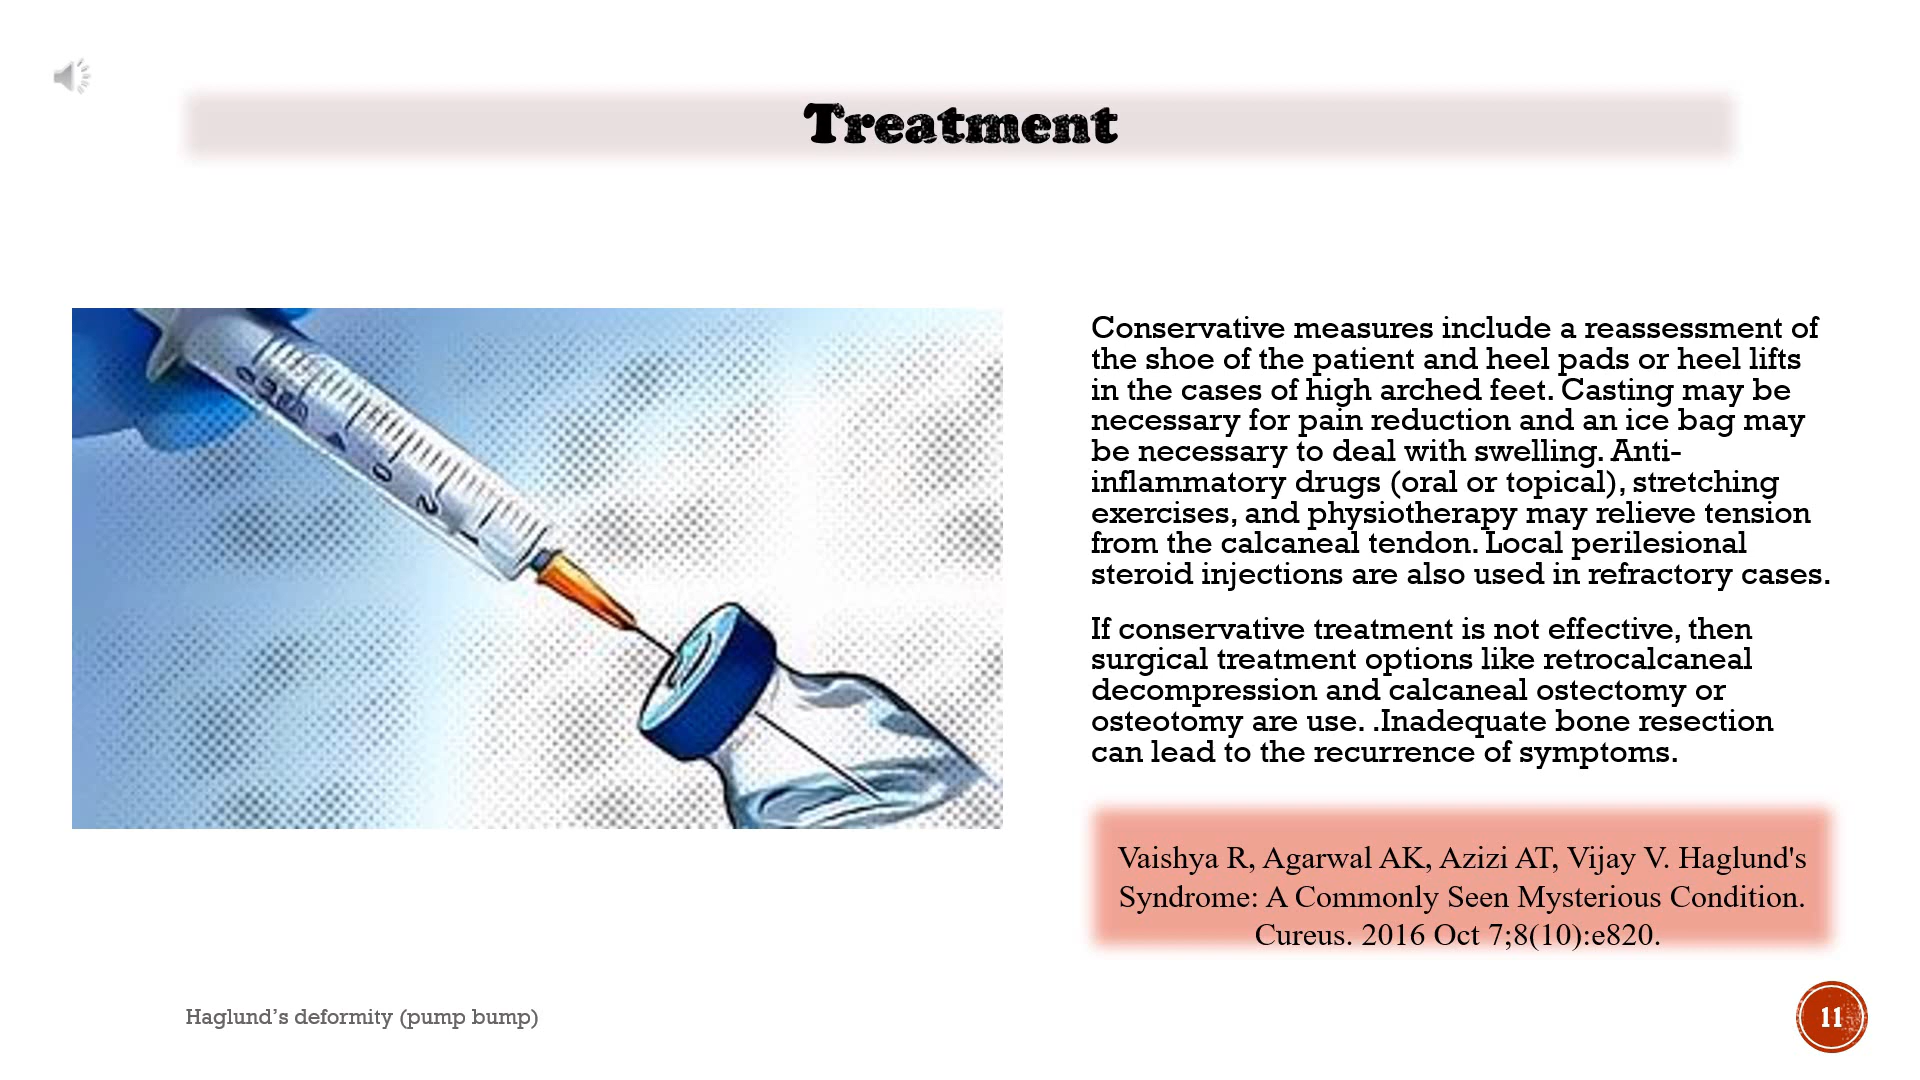 Treatment
Conservative measures include a reassessment of
the shoe of the patient and heel pads or heel lifts
in the cases of high arched feet. Casting may be
necessary for pain reduction and an ice bag may
be necessary to deal with swelling. Anti-
inflammatory drugs (oral or topical), stretching
exercises, and physiotherapy may relieve tension
from the calcaneal tendon. Local perilesional
steroid injections are also used in refractory cases.
If conservative treatment is not effective, then
surgical treatment options like retrocalcaneal
decompression and calcaneal ostectomy or
osteotomy are use. .Inadequate bone resection
can lead to the recurrence of symptoms.
Vaishya R, Agarwal AK, Azizi AT, Vijay V. Haglund's
Syndrome: A Commonly Seen Mysterious Condition.
Cureus. 2016 Oct 7;8(10):e820.
Haglund’s deformity (pump bump)
11